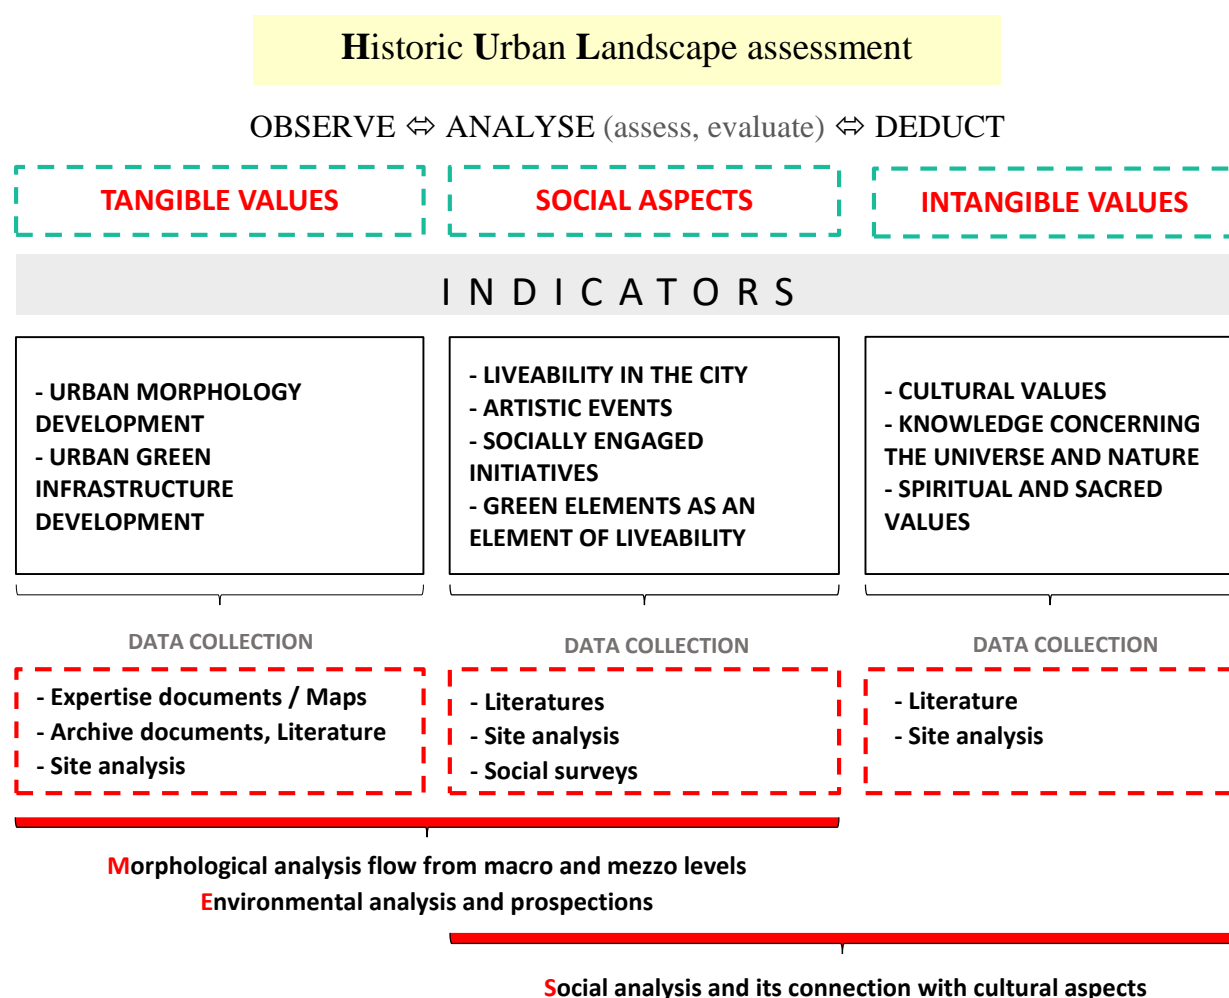 Historic Urban Landscape assessment
OBSERVE ⬄ ANALYSE (assess, evaluate) ⬄ DEDUCT
TANGIBLE VALUES
SOCIAL ASPECTS
INTANGIBLE VALUES
INDICATORS
- URBAN MORPHOLOGY
DEVELOPMENT
- URBAN GREEN
INFRASTRUCTURE
DEVELOPMENT
- LIVEABILITY IN THE CITY
- ARTISTIC EVENTS
- SOCIALLY ENGAGED
INITIATIVES
- GREEN ELEMENTS AS AN
ELEMENT OF LIVEABILITY
- CULTURAL VALUES
- KNOWLEDGE CONCERNING
THE UNIVERSE AND NATURE
- SPIRITUAL AND SACRED
VALUES
DATA COLLECTION
- Expertise documents / Maps
- Archive documents, Literature
- Site analysis
DATA COLLECTION
- Literatures
- Site analysis
- Social surveys
DATA COLLECTION
- Literature
- Site analysis
Morphological analysis flow from macro and mezzo levels
Environmental analysis and prospections
Social analysis and its connection with cultural aspects